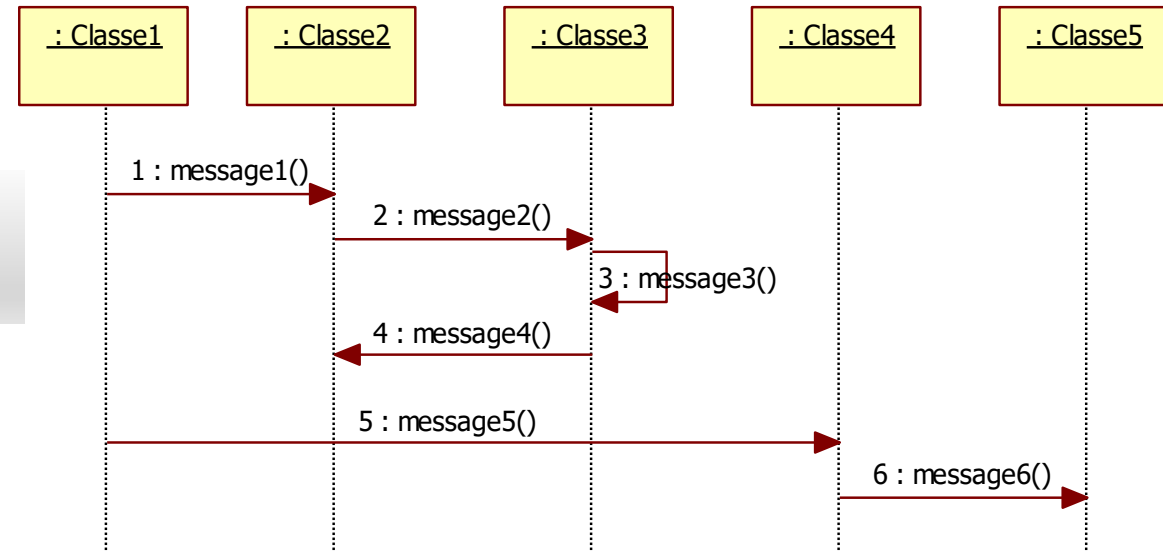 : Classe1
: Classe2
: Classe3
: Classe4
: Classe5
1 : message1()
2 : message2()
3 : message3()
4 : message4()
5 : message5()
6 : message6()